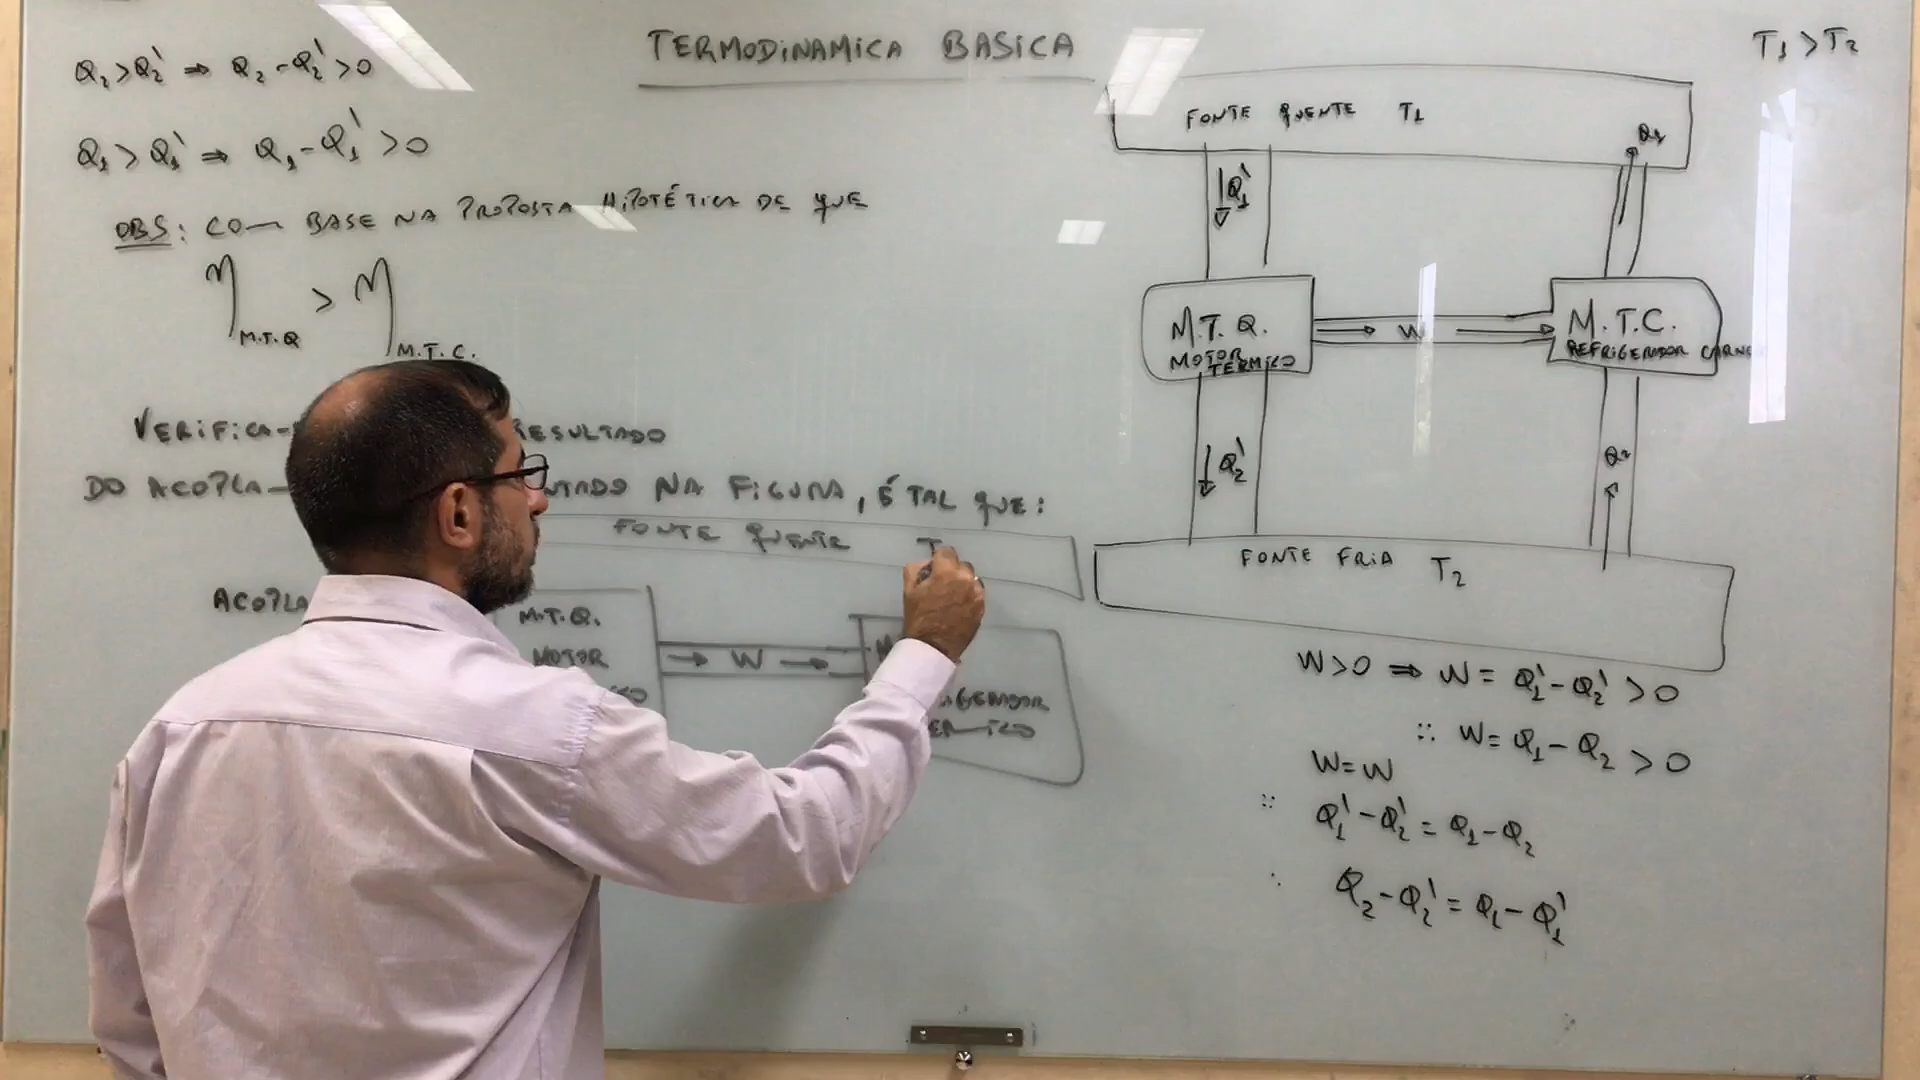 TERMODINAMICA BASICA
T₁ > T₂
Q₂ > Q₂' ⇒ Q₂ - Q₂' > 0
Q₁ > Q₁' ⇒ Q₁ - Q₁' > 0
OBS: COM BASE NA PROPOSTA HIPOTÉTICA DE QUE
η M.T.Q > η M.T.C.
VERIFICA- RESULTADO
DO ACOPLA- NA FIGURA, É TAL QUE:
FONTE QUENTE T
ACOPLA
M.T.Q.
MOTOR
→ W →
FONTE QUENTE T₁
Q₁'
Q₁
M.T.Q.
MOTOR
TÉRMICO
→ W →
M.T.C.
REFRIGERADOR
Q₂'
Q₂
FONTE FRIA T₂
W > 0 ⇒ W = Q₁' - Q₂' > 0
∴ W = Q₁ - Q₂ > 0
W = W
∴ Q₁' - Q₂' = Q₁ - Q₂
∴ Q₂ - Q₂' = Q₁ - Q₁'